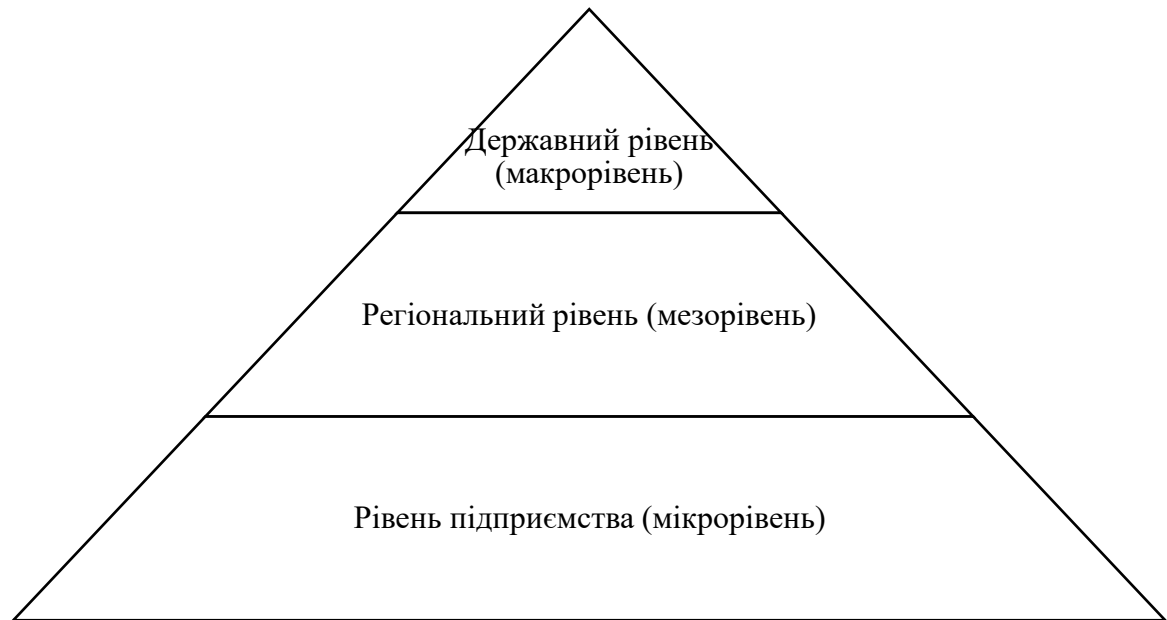 Державний рівень
(макрорівень)
Регіональний рівень (мезорівень)
Рівень підприємства (мікрорівень)